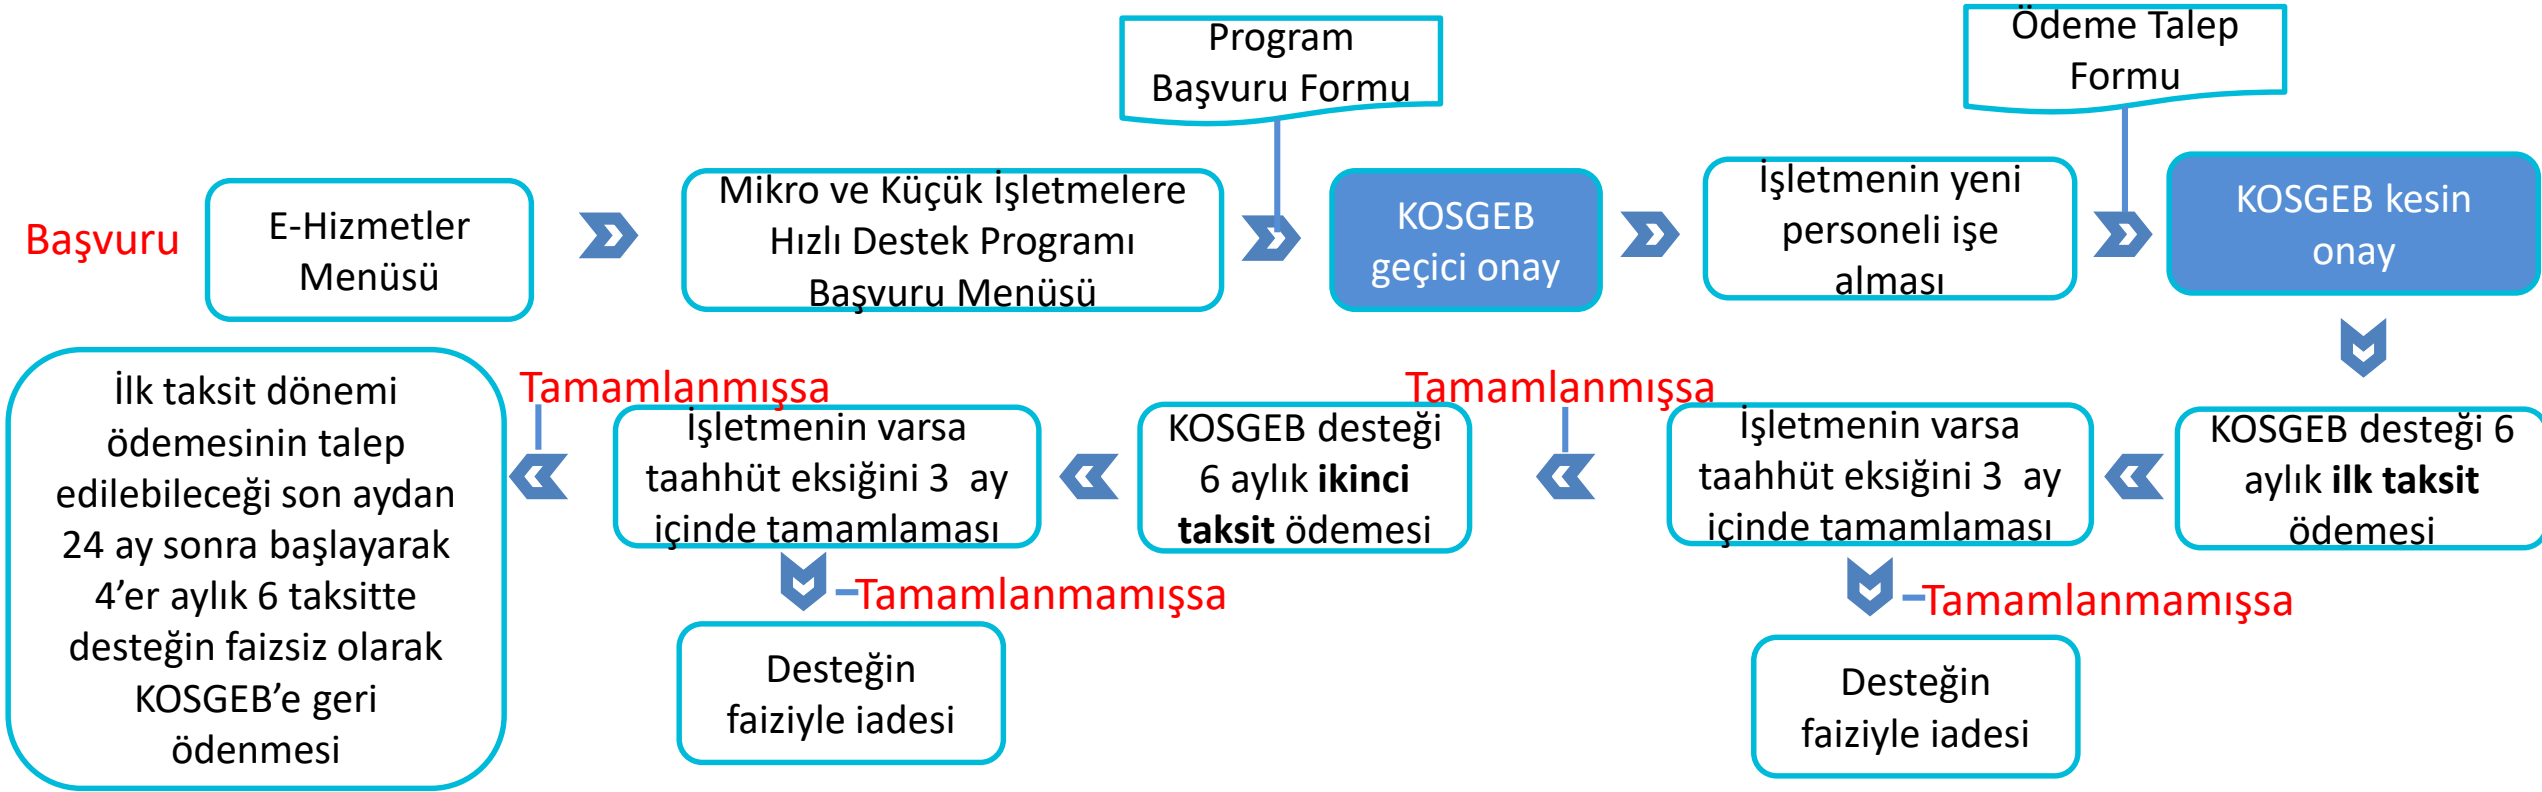 Program
Başvuru Formu
Ödeme Talep
Formu
Başvuru
E-Hizmetler
Menüsü
Mikro ve Küçük İşletmelere
Hızlı Destek Programı
Başvuru Menüsü
KOSGEB
geçici onay
İşletmenin yeni
personeli işe
alması
KOSGEB kesin
onay
KOSGEB desteği 6
aylık ilk taksit
ödemesi
İşletmenin varsa
taahhüt eksiğini 3  ay
içinde tamamlaması
Tamamlanmamışsa
Desteğin
faiziyle iadesi
Tamamlanmışsa
KOSGEB desteği
6 aylık ikinci
taksit ödemesi
İşletmenin varsa
taahhüt eksiğini 3  ay
içinde tamamlaması
Tamamlanmamışsa
Desteğin
faiziyle iadesi
Tamamlanmışsa
İlk taksit dönemi
ödemesinin talep
edilebileceği son aydan
24 ay sonra başlayarak
4’er aylık 6 taksitte
desteğin faizsiz olarak
KOSGEB’e geri
ödenmesi